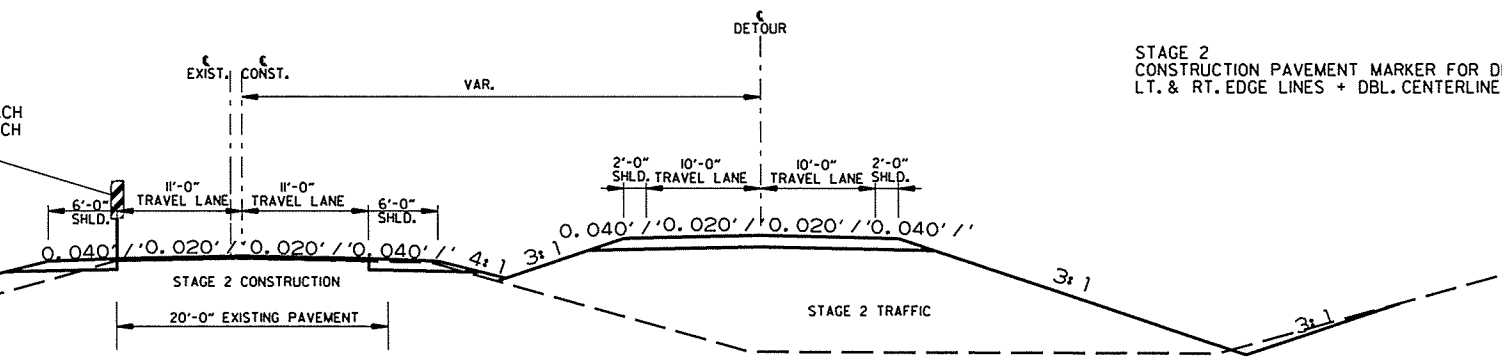 ℄
DETOUR
℄ ℄
EXIST. CONST.
VAR.
STAGE 2
CONSTRUCTION PAVEMENT MARKER FOR
LT. & RT. EDGE LINES + DBL. CENTERLINE
2'-0"
SHLD.
10'-0"
TRAVEL LANE
10'-0"
TRAVEL LANE
2'-0"
SHLD.
6'-0"
SHLD.
11'-0"
TRAVEL LANE
11'-0"
TRAVEL LANE
6'-0"
SHLD.
0.040'/' 0.020'/' 0.020'/' 0.040'/'
0.040'/' 0.020'/' 0.020'/' 0.040'/'
4:1
3:1
3:1
3:1
STAGE 2 CONSTRUCTION
20'-0" EXISTING PAVEMENT
STAGE 2 TRAFFIC